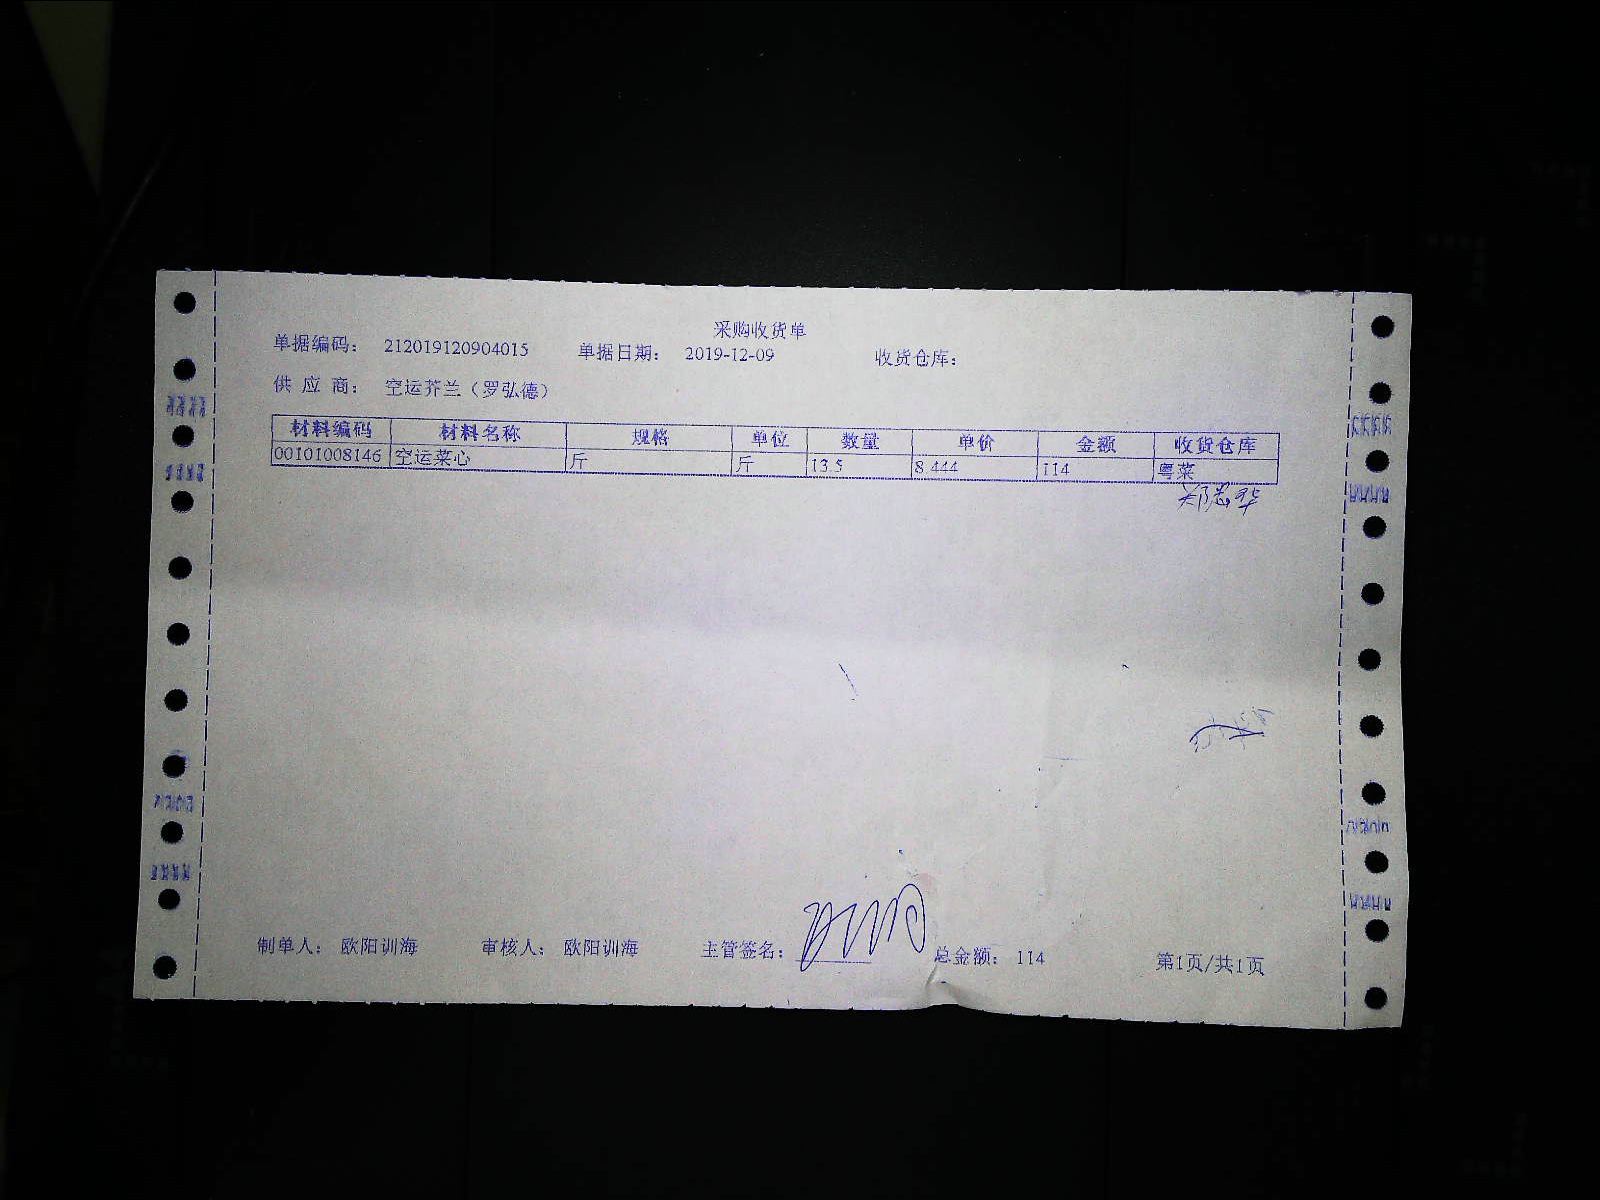 采购收货单
单据编码： 212019120904015 单据日期： 2019-12-09 收货仓库：
供 应 商： 空运芥兰（罗弘德）
材料编码 材料名称 规格 单位 数量 单价 金额 收货仓库
00101008146 空运菜心 斤 斤 13.5 8.444 114 粤菜
制单人： 欧阳训海 审核人： 欧阳训海 主管签名： 总金额： 114 第1页/共1页